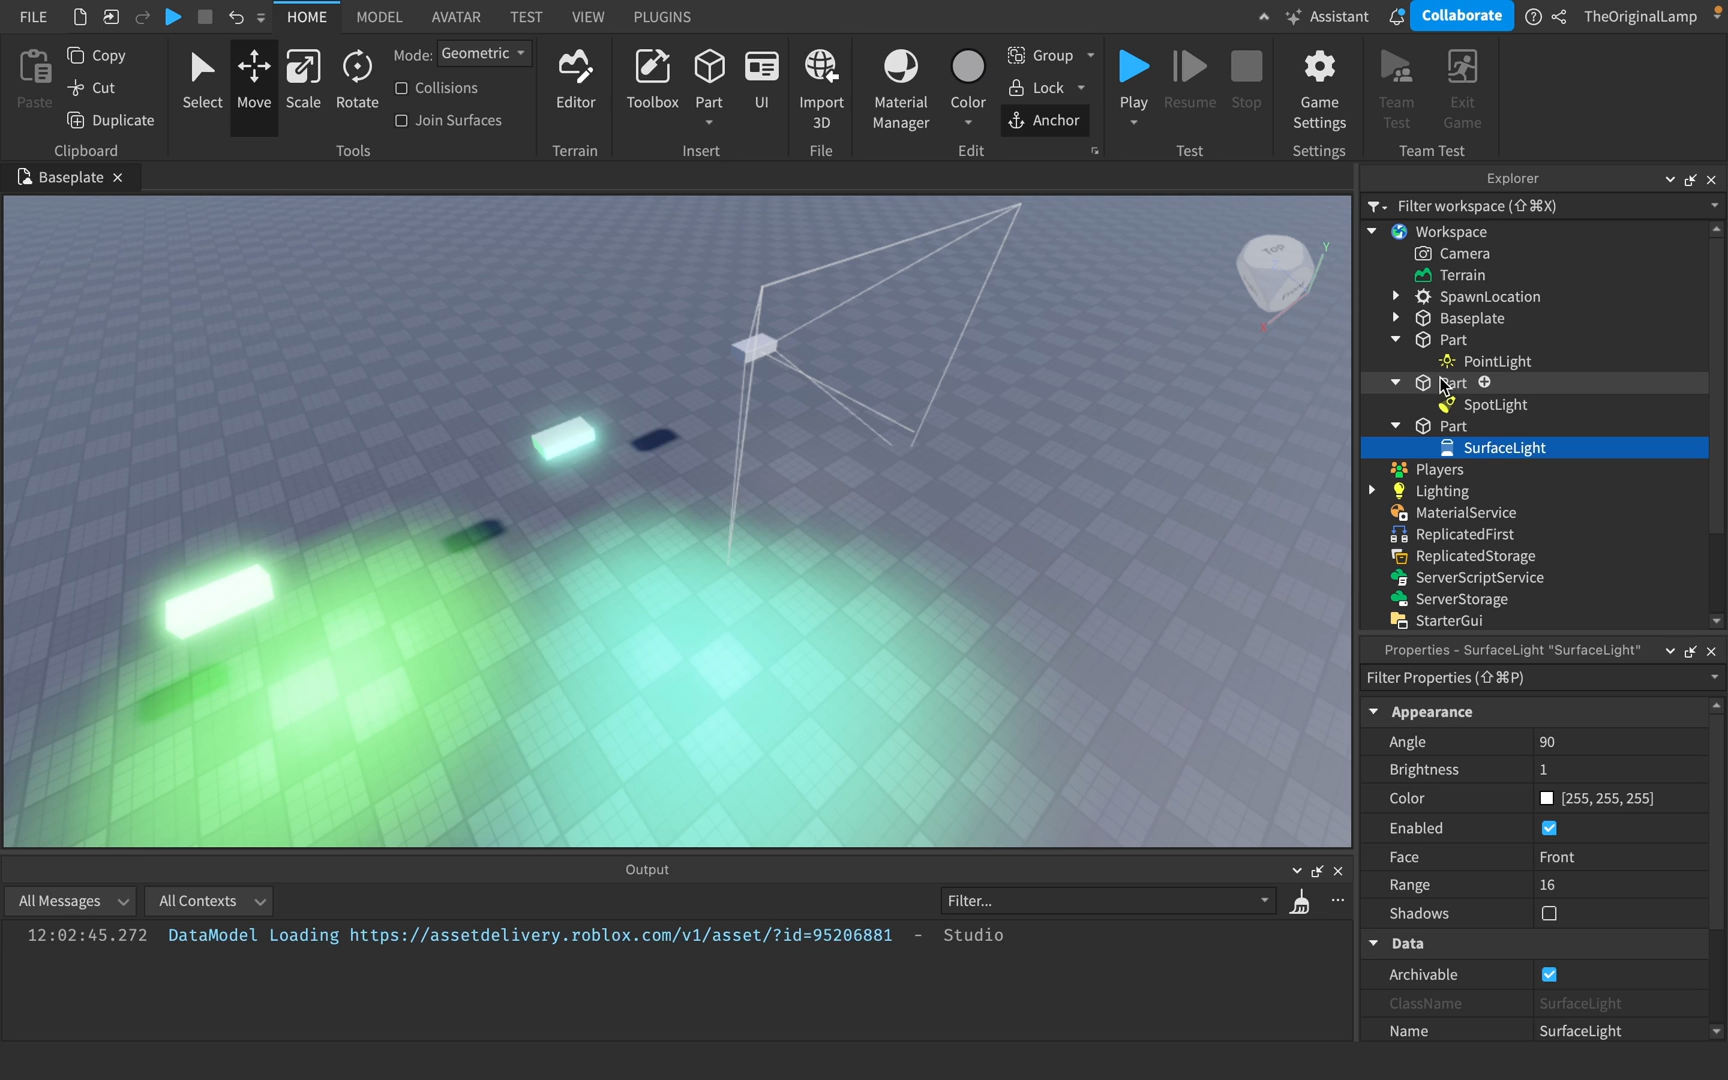 FILE HOME MODEL AVATAR TEST VIEW PLUGINS Assistant Collaborate TheOriginalLamp
Paste Copy Cut Duplicate
Clipboard
Select Move Scale Rotate Mode: Geometric
Collisions
Join Surfaces
Tools
Editor
Terrain
Toolbox Part UI
Insert
Import 3D
File
Material Manager Color Group
Lock
Anchor
Edit
Play Resume Stop
Test
Game Settings
Settings
Team Test Exit Game
Team Test
Baseplate
Top
Y
X
Explorer
Filter workspace (⇧⌘X)
Workspace
Camera
Terrain
SpawnLocation
Baseplate
Part
PointLight
Part
SpotLight
Part
SurfaceLight
Players
Lighting
MaterialService
ReplicatedFirst
ReplicatedStorage
ServerScriptService
ServerStorage
StarterGui
Properties - SurfaceLight "SurfaceLight"
Filter Properties (⇧⌘P)
Appearance
Angle 90
Brightness 1
Color [255, 255, 255]
Enabled
Face Front
Range 16
Shadows
Data
Archivable
ClassName SurfaceLight
Name SurfaceLight
Output
All Messages All Contexts Filter...
12:02:45.272 DataModel Loading https://assetdelivery.roblox.com/v1/asset/?id=95206881 - Studio